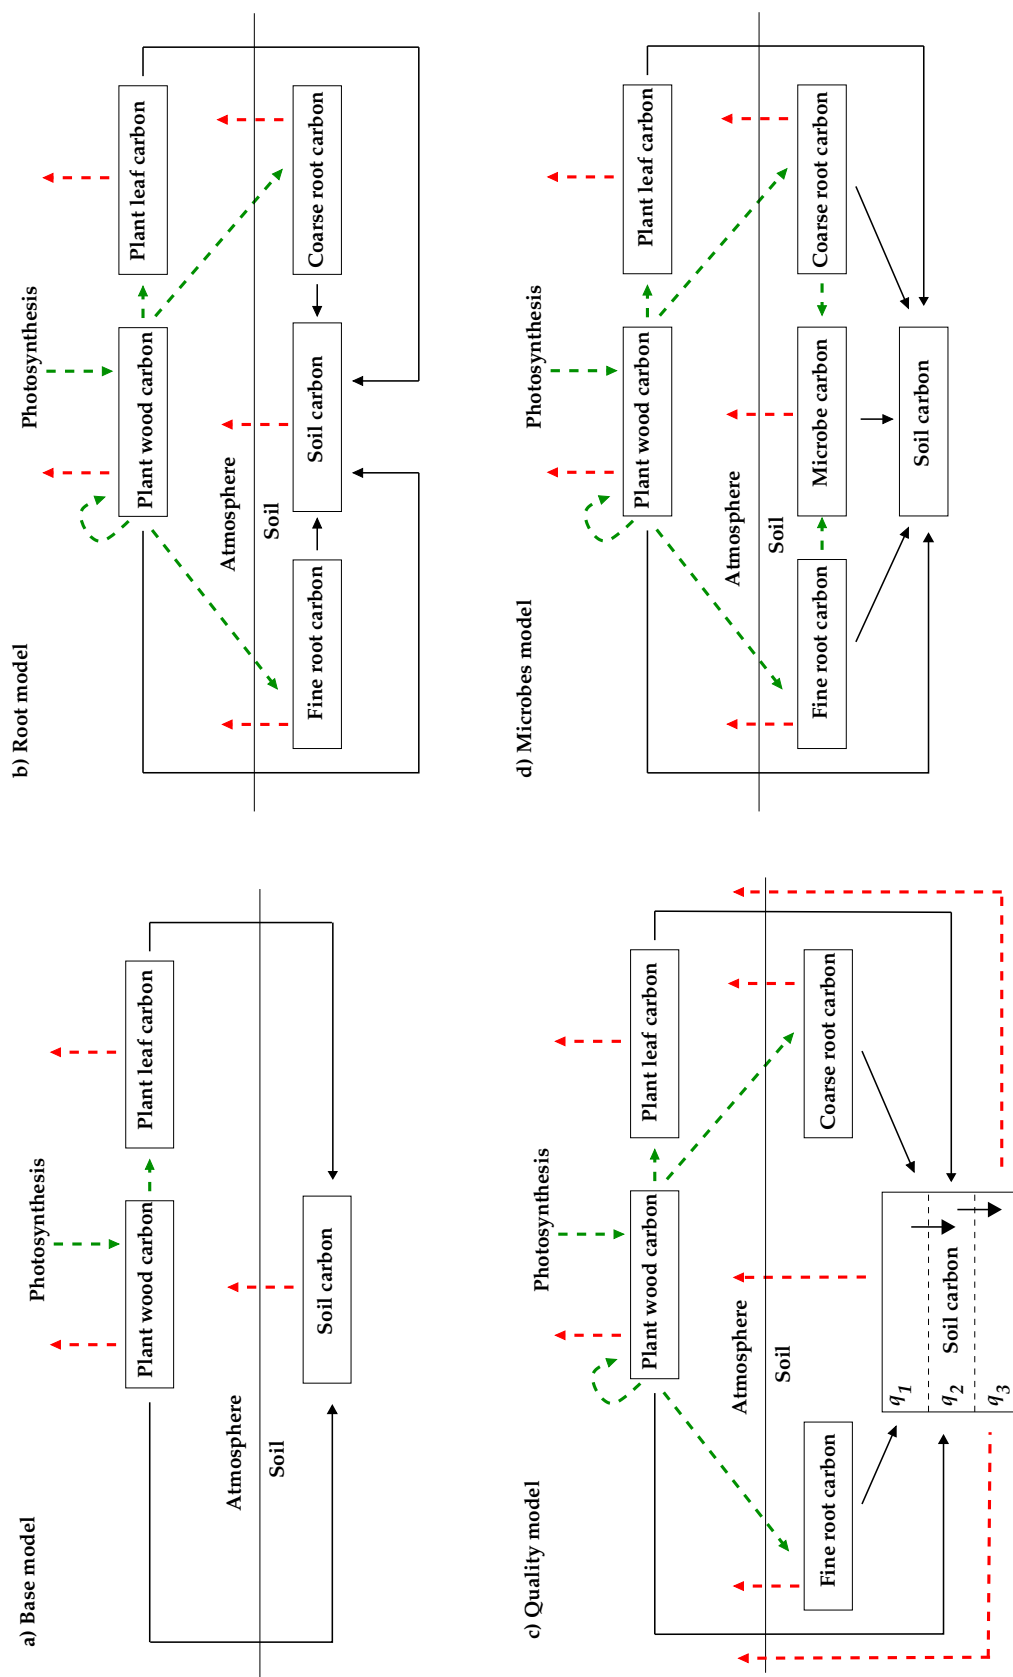 a) Base model
Photosynthesis
Plant wood carbon
Plant leaf carbon
Atmosphere
Soil
Soil carbon
b) Root model
Photosynthesis
Plant wood carbon
Plant leaf carbon
Atmosphere
Soil
Fine root carbon
Soil carbon
Coarse root carbon
c) Quality model
Photosynthesis
Plant wood carbon
Plant leaf carbon
Atmosphere
Soil
Fine root carbon
Coarse root carbon
q1
q2
Soil carbon
q3
d) Microbes model
Photosynthesis
Plant wood carbon
Plant leaf carbon
Atmosphere
Soil
Fine root carbon
Microbe carbon
Coarse root carbon
Soil carbon